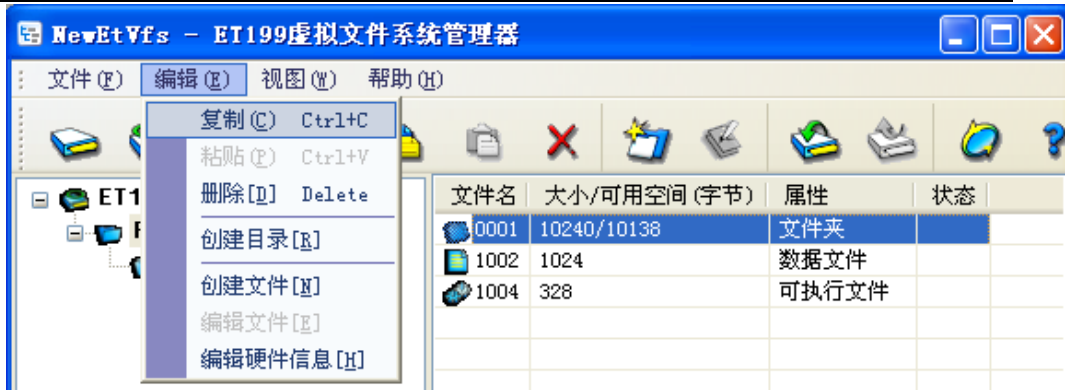 NewEtVfs - ET199虚拟文件系统管理器
文件(F) 编辑(E) 视图(W) 帮助(H)
复制(C) Ctrl+C
粘贴(P) Ctrl+V
删除[D] Delete
创建目录[R]
创建文件[N]
编辑文件[E]
编辑硬件信息[H]
ET1
文件名 大小/可用空间(字节) 属性 状态
0001 10240/10138 文件夹
1002 1024 数据文件
1004 328 可执行文件